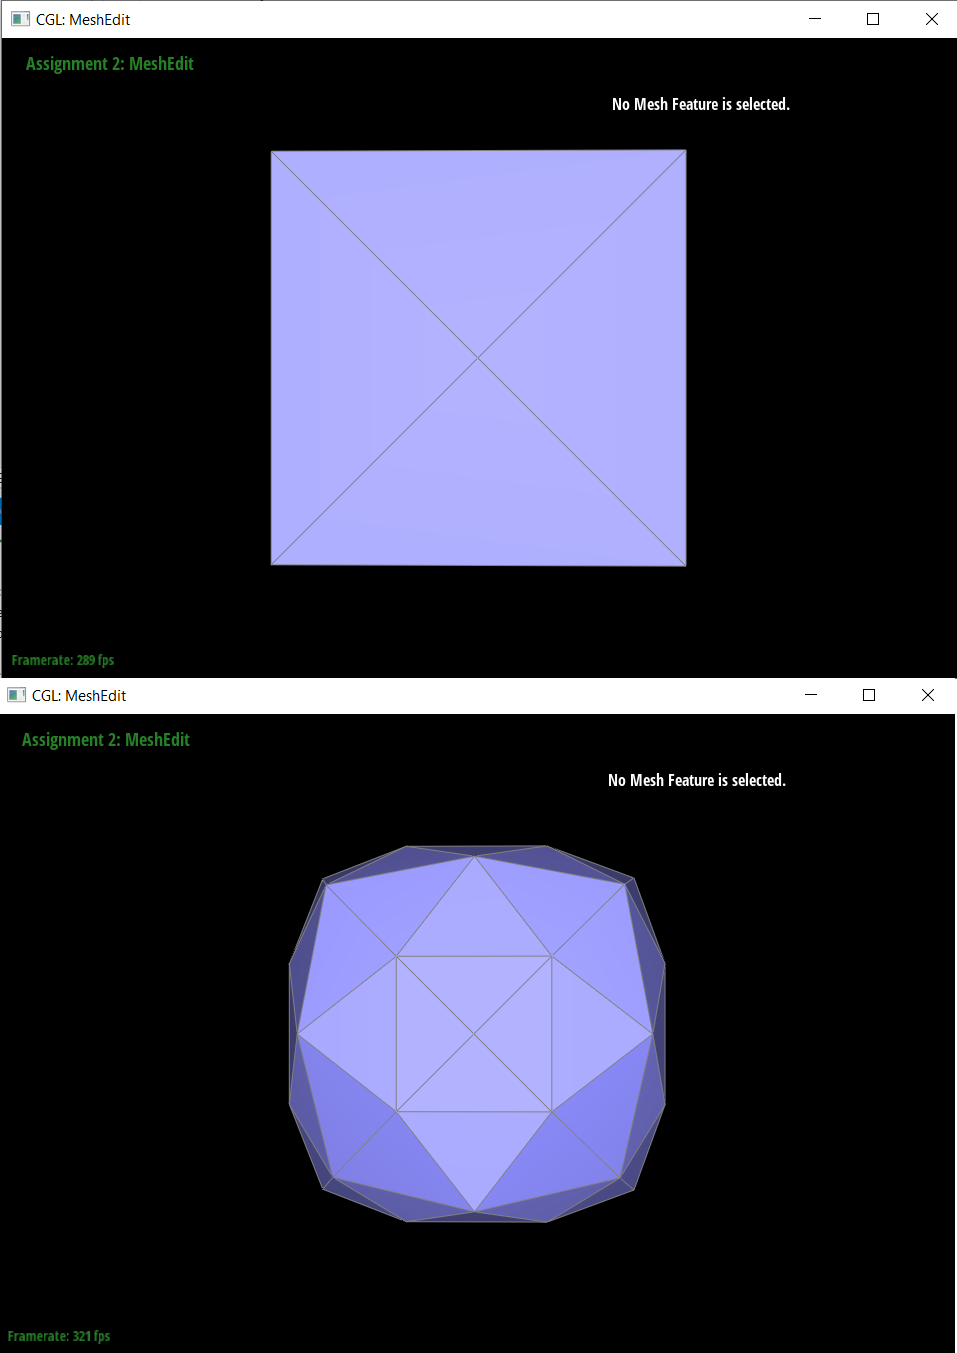 CGL: MeshEdit
Assignment 2: MeshEdit
No Mesh Feature is selected.
Framerate: 289 fps
CGL: MeshEdit
Assignment 2: MeshEdit
No Mesh Feature is selected.
Framerate: 321 fps